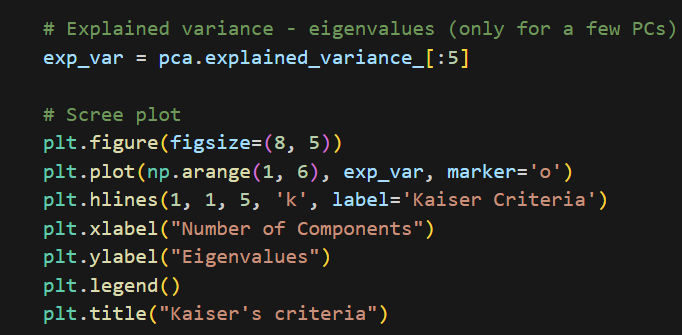 # Explained variance - eigenvalues (only for a few PCs)
exp_var = pca.explained_variance_[:5]
# Scree plot
plt.figure(figsize=(8, 5))
plt.plot(np.arange(1, 6), exp_var, marker='o')
plt.hlines(1, 1, 5, 'k', label='Kaiser Criteria')
plt.xlabel("Number of Components")
plt.ylabel("Eigenvalues")
plt.legend()
plt.title("Kaiser's criteria")